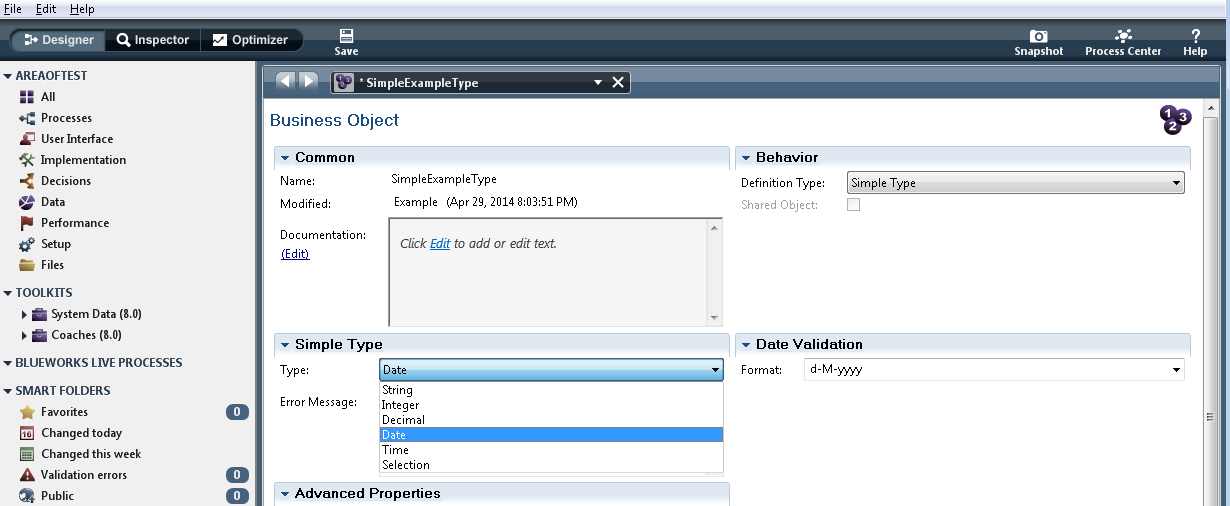 File Edit Help
Designer Inspector Optimizer Save Snapshot Process Center Help
AREAOFTEST
All
Processes
User Interface
Implementation
Decisions
Data
Performance
Setup
Files
TOOLKITS
System Data (8.0)
Coaches (8.0)
BLUEWORKS LIVE PROCESSES
SMART FOLDERS
Favorites 0
16 Changed today
Changed this week
Validation errors 0
Public 0
* SimpleExampleType
Business Object
1 2 3
Common
Name: SimpleExampleType
Modified: Example (Apr 29, 2014 8:03:51 PM)
Documentation:
(Edit)
Click Edit to add or edit text.
Behavior
Definition Type: Simple Type
Shared Object:
Simple Type
Type: Date
String
Integer
Decimal
Date
Time
Selection
Error Message:
Date Validation
Format: d-M-yyyy
Advanced Properties